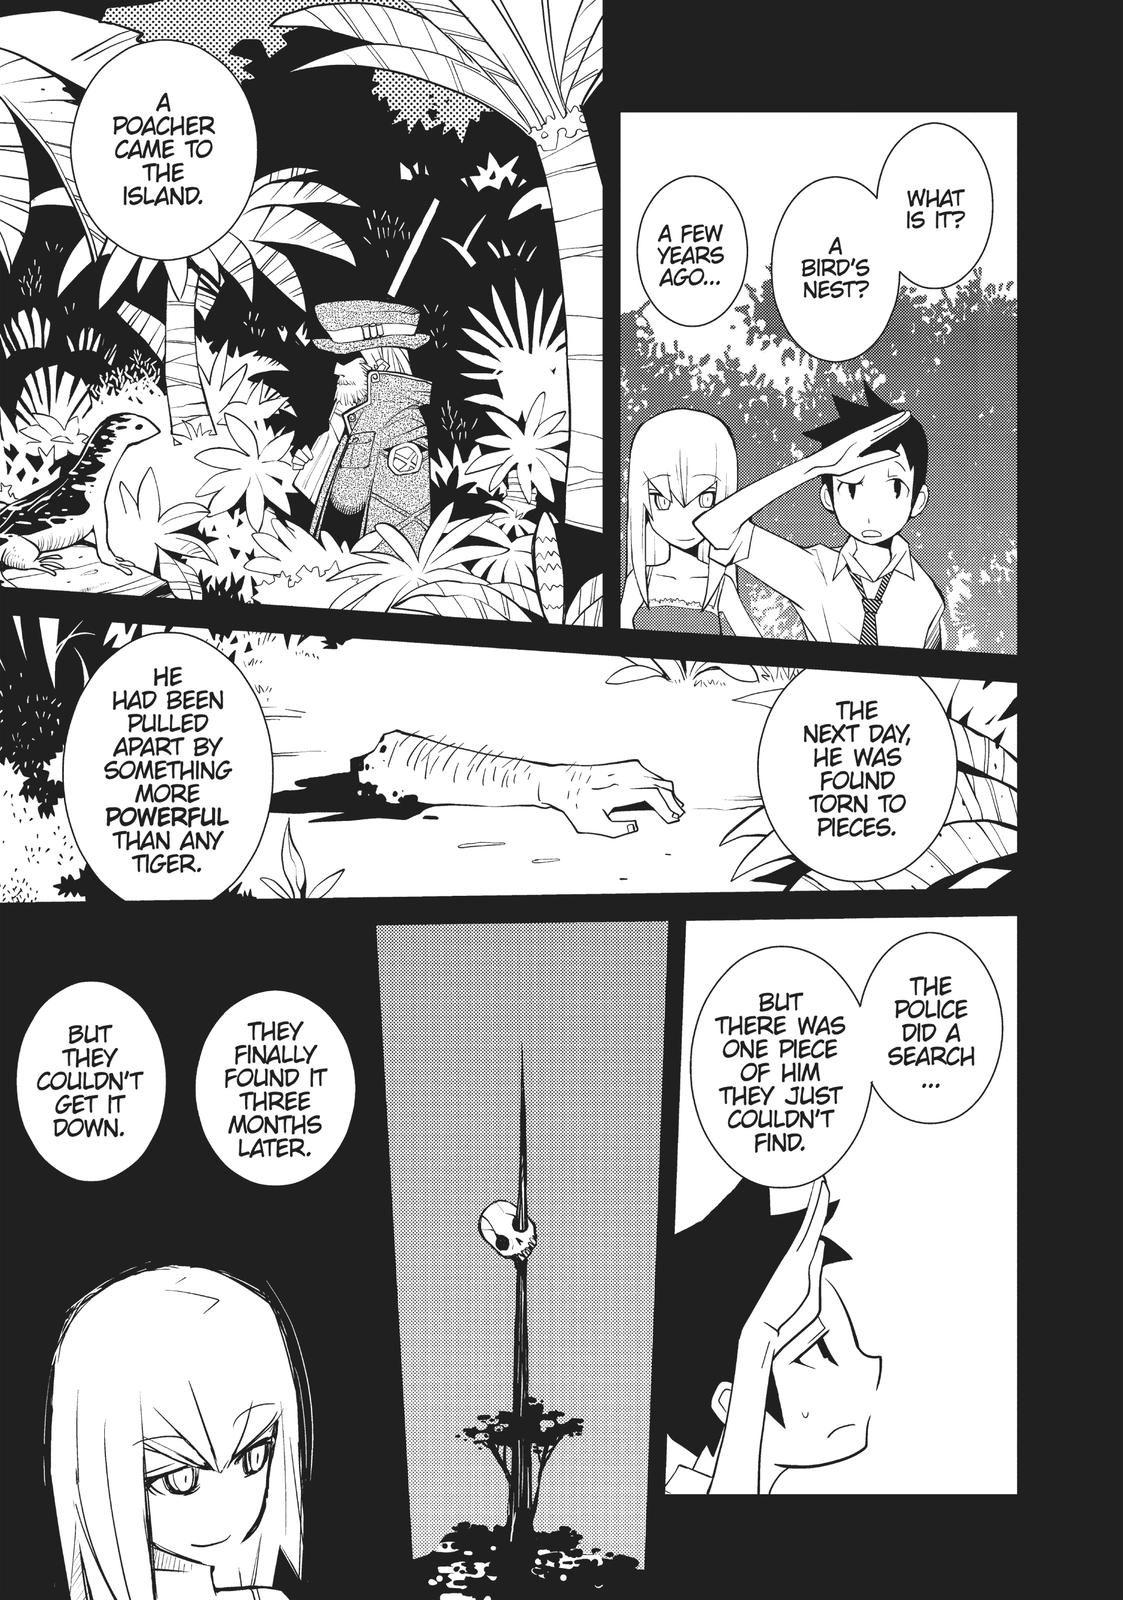 WHAT
IS IT?
A
BIRD'S
NEST?
A FEW
YEARS
AGO...
A
POACHER
CAME TO
THE
ISLAND.
THE
NEXT DAY,
HE WAS
FOUND
TORN TO
PIECES.
HE
HAD BEEN
PULLED
APART BY
SOMETHING
MORE
POWERFUL
THAN ANY
TIGER.
THE
POLICE
DID A
SEARCH
...
BUT
THERE WAS
ONE PIECE
OF HIM
THEY JUST
COULDN'T
FIND.
THEY
FINALLY
FOUND IT
THREE
MONTHS
LATER.
BUT
THEY
COULDN'T
GET IT
DOWN.